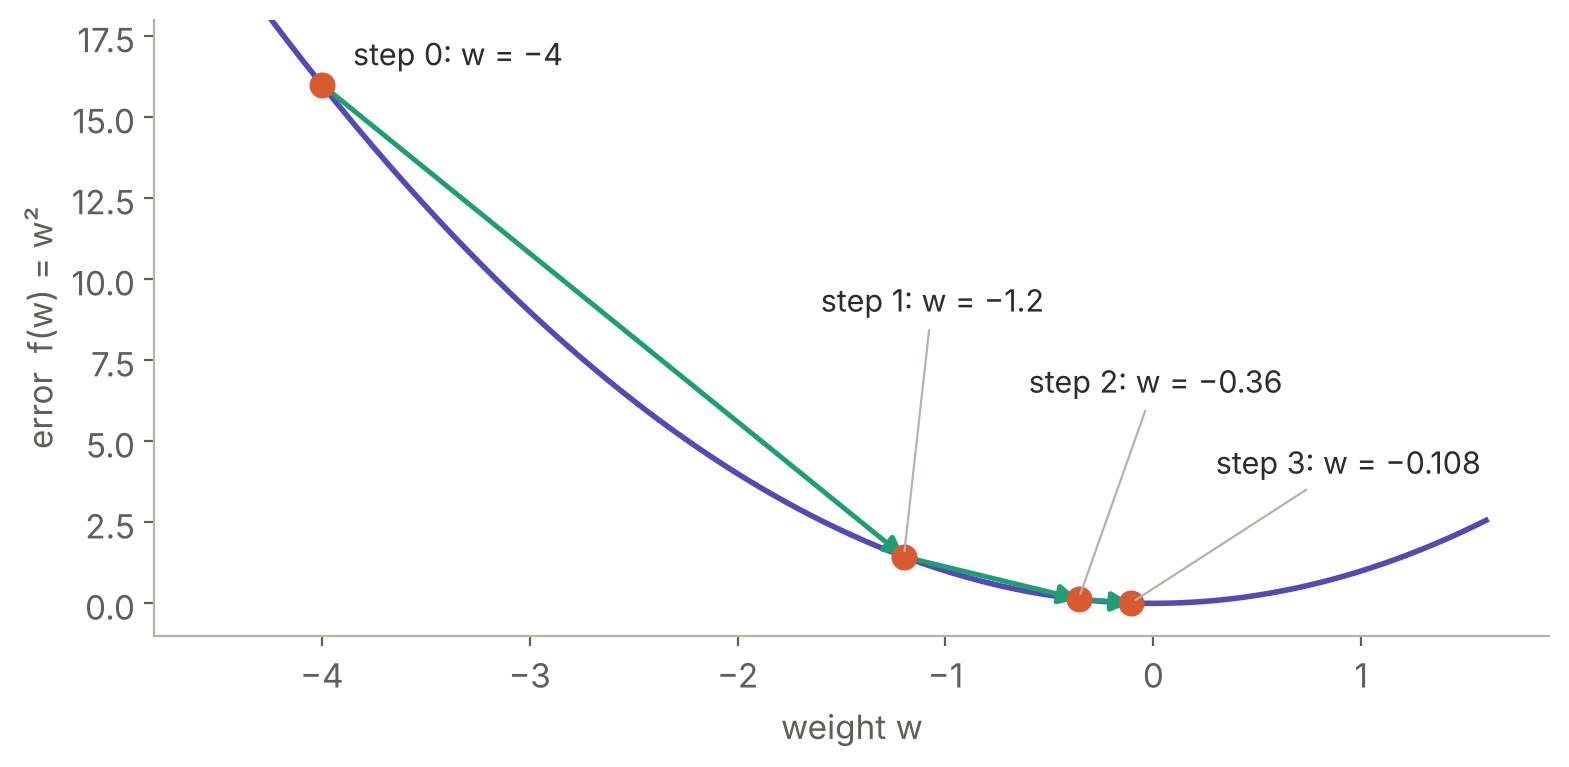 17.5
15.0
12.5
10.0
7.5
5.0
2.5
0.0
error f(w) = w²
step 0: w = −4
step 1: w = −1.2
step 2: w = −0.36
step 3: w = −0.108
−4 −3 −2 −1 0 1
weight w